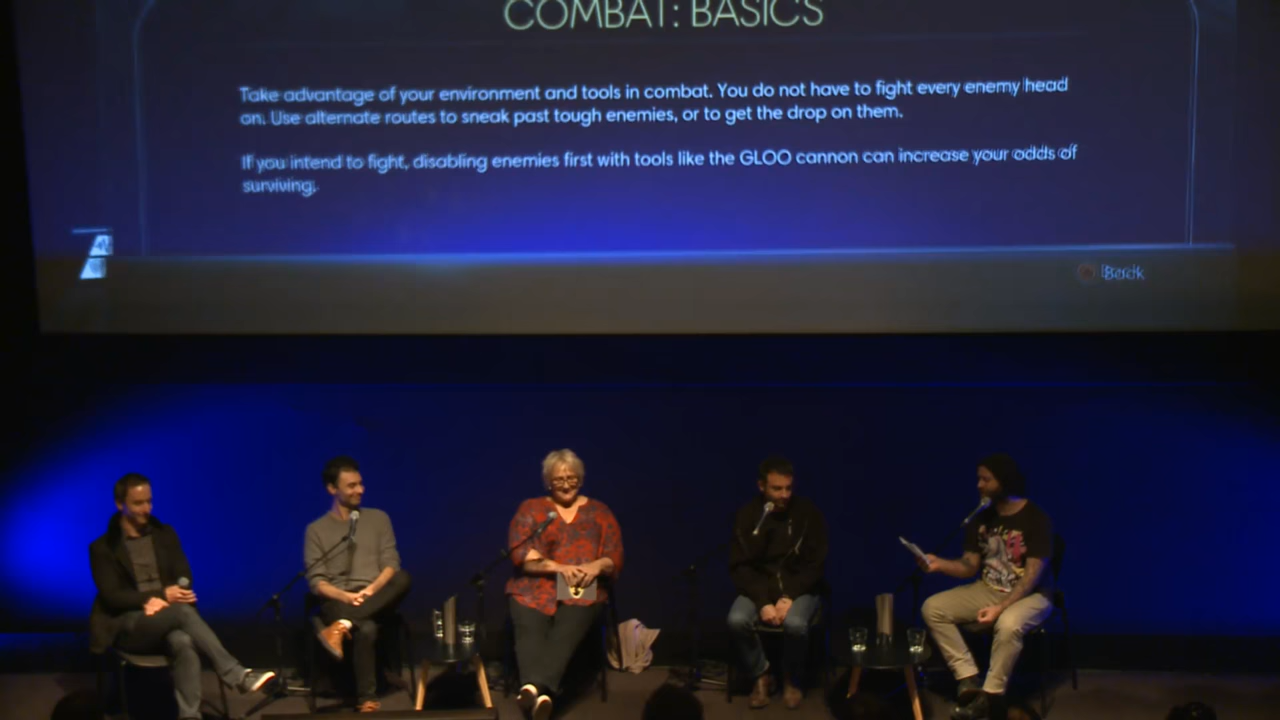 COMBAT: BASICS
Take advantage of your environment and tools in combat. You do not have to fight every enemy head
on. Use alternate routes to sneak past tough enemies, or to get the drop on them.
If you intend to fight, disabling enemies first with tools like the GLOO cannon can increase your odds of
surviving.
Back